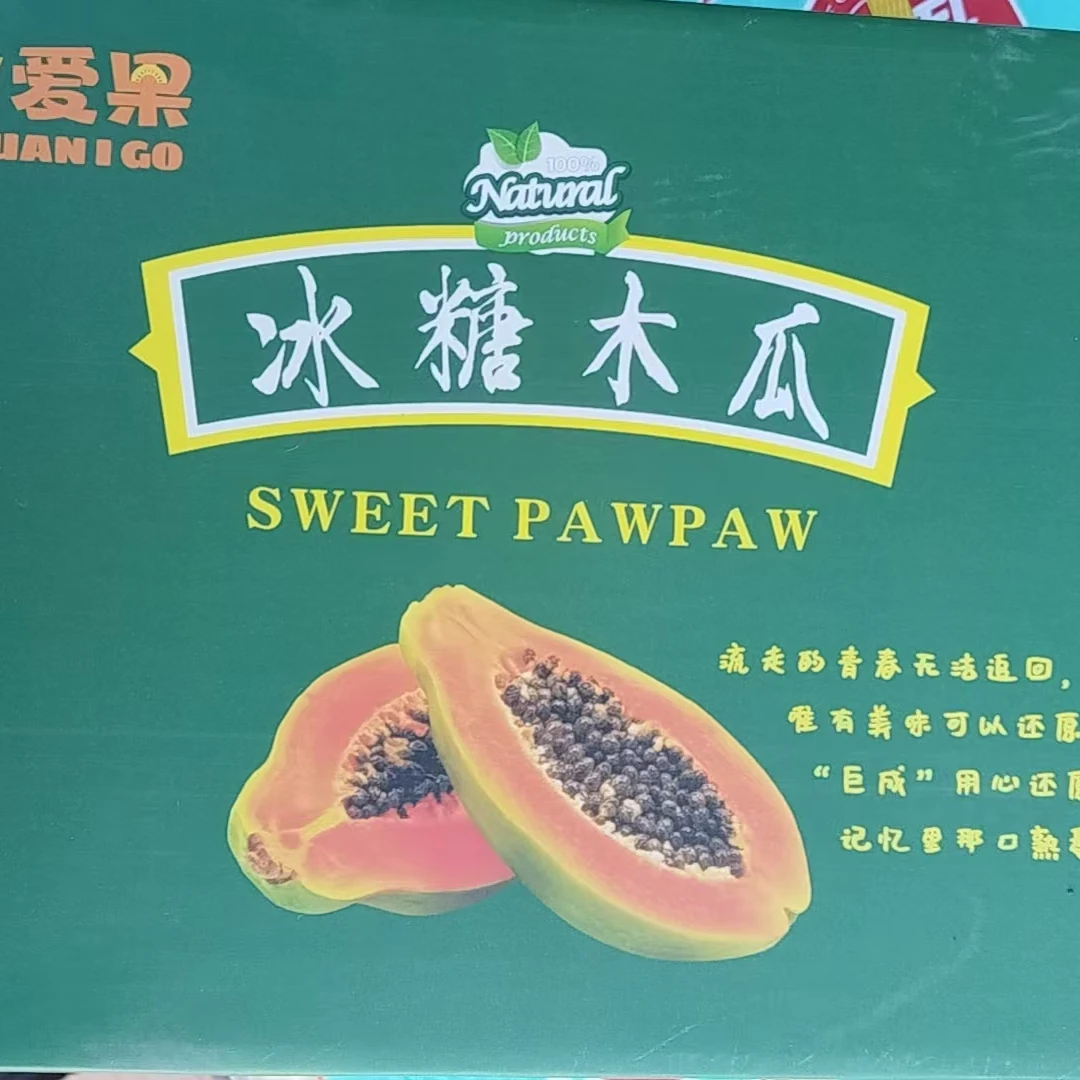 爱果
UAN I GO
100%
Natural
products
冰糖木瓜
SWEET PAWPAW
流走的青春无法返回，
唯有美味可以还原
“巨成”用心还原
记忆里那口熟